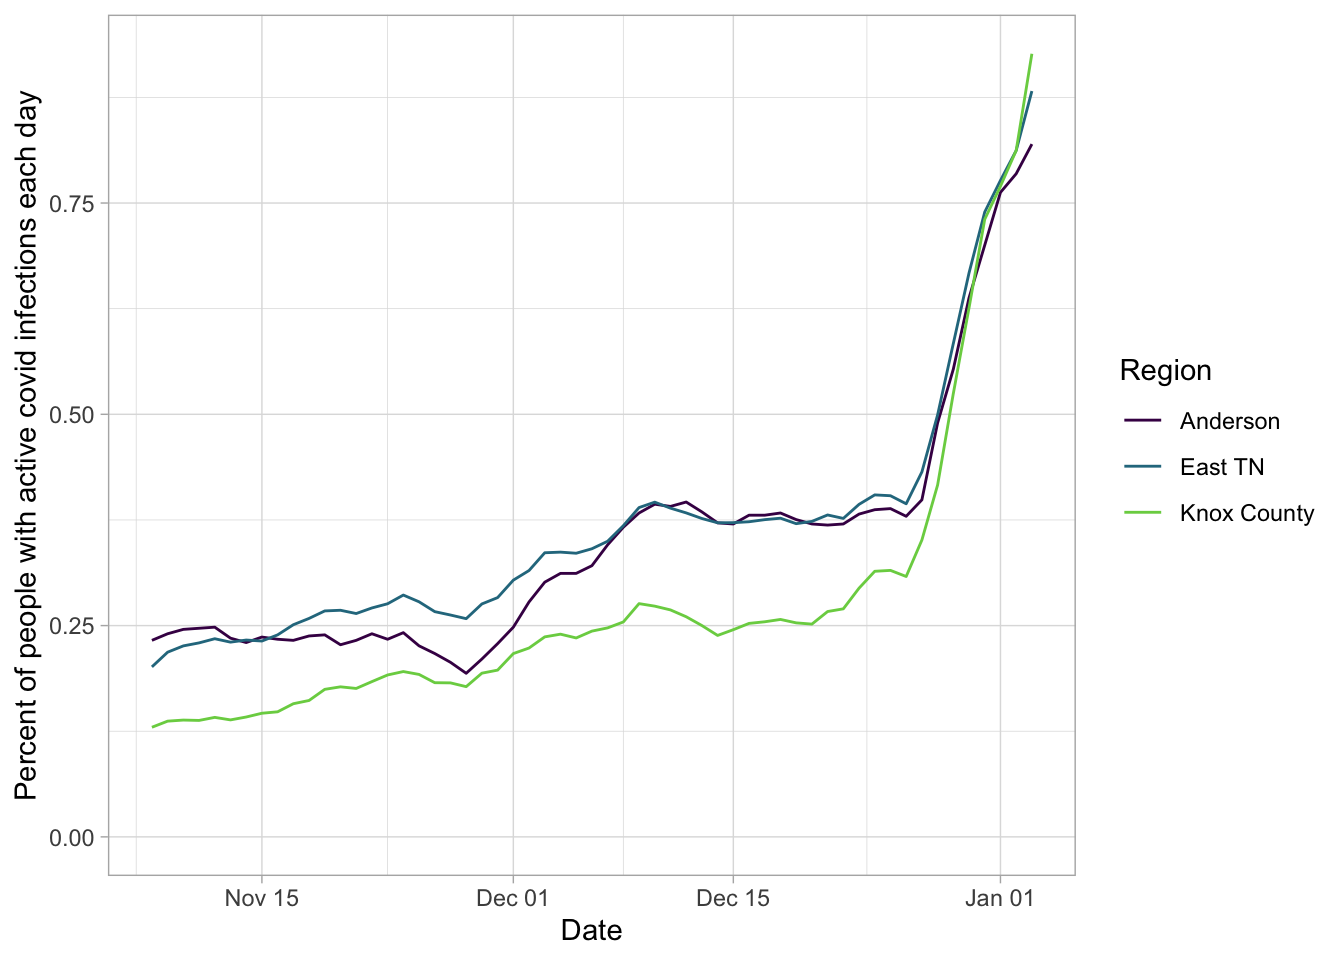 Percent of people with active covid infections each day
0.75
0.50
0.25
0.00
Nov 15
Dec 01
Dec 15
Jan 01
Date
Region
Anderson
East TN
Knox County